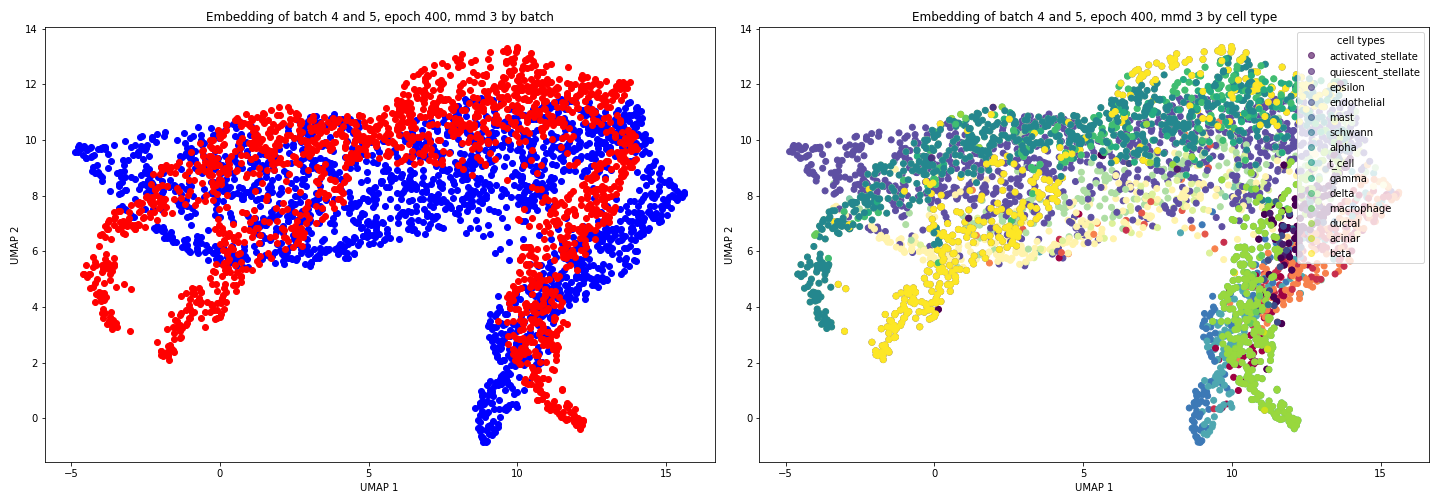 Embedding of batch 4 and 5, epoch 400, mmd 3 by batch
14
12
10
8
6
4
2
0
UMAP 2
−5
0
5
10
15
UMAP 1
Embedding of batch 4 and 5, epoch 400, mmd 3 by cell type
14
12
10
8
6
4
2
0
UMAP 2
−5
0
5
10
15
UMAP 1
cell types
activated_stellate
quiescent_stellate
epsilon
endothelial
mast
schwann
alpha
t_cell
gamma
delta
macrophage
ductal
acinar
beta